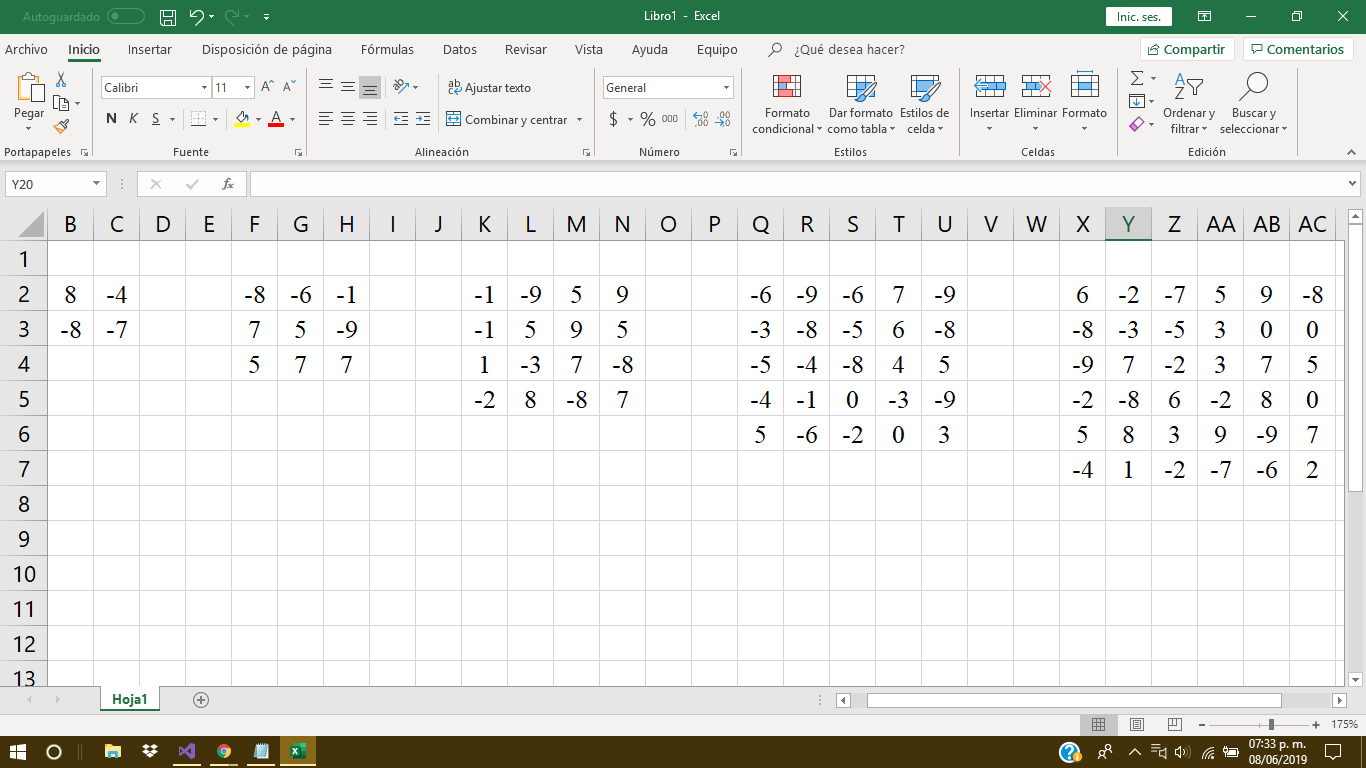 Autoguardado Libro1 - Excel Inic. ses.
Archivo Inicio Insertar Disposición de página Fórmulas Datos Revisar Vista Ayuda Equipo ¿Qué desea hacer? Compartir Comentarios
Pegar
Calibri 11
N K S
A A
A
ab Ajustar texto
Combinar y centrar
General
$ % 000
Formato condicional
Dar formato como tabla
Estilos de celda
Insertar Eliminar Formato
Ordenar y filtrar
Buscar y seleccionar
Portapapeles Fuente Alineación Número Estilos Celdas Edición
Y20 fx
B C D E F G H I J K L M N O P Q R S T U V W X Y Z AA AB AC
1
2 8 -4 -8 -6 -1 -1 -9 5 9 -6 -9 -6 7 -9 6 -2 -7 5 9 -8
3 -8 -7 7 5 -9 -1 5 9 5 -3 -8 -5 6 -8 -8 -3 -5 3 0 0
4 5 7 7 1 -3 7 -8 -5 -4 -8 4 5 -9 7 -2 3 7 5
5 -2 8 -8 7 -4 -1 0 -3 -9 -2 -8 6 -2 8 0
6 5 -6 -2 0 3 5 8 3 9 -9 7
7 -4 1 -2 -7 -6 2
8
9
10
11
12
13
Hoja1
175%
07:33 p. m.
08/06/2019